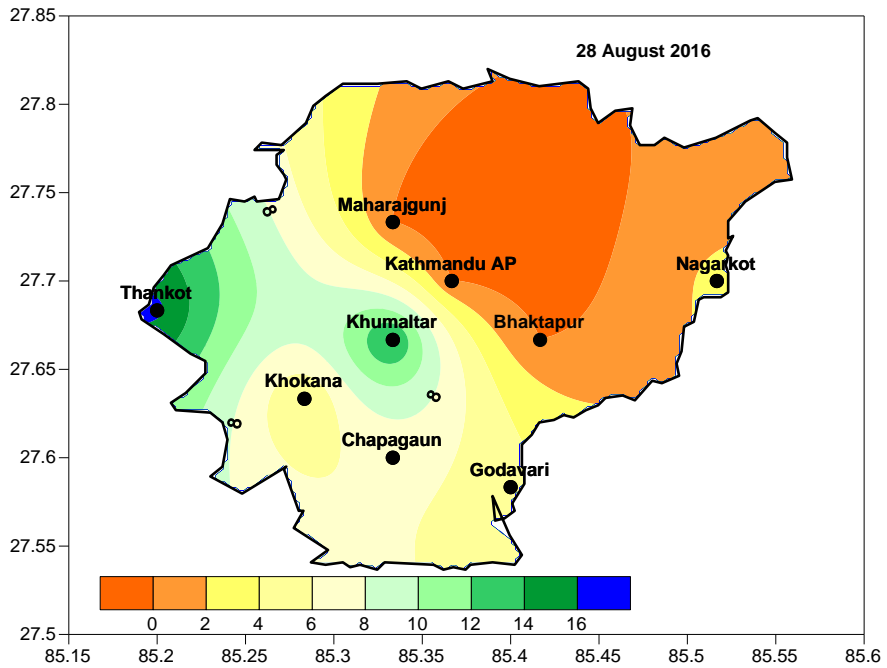 27.85
28 August 2016
27.8
27.75
Maharajgunj
Kathmandu AP
Nagarkot
27.7
Thankot
Khumaltar
Bhaktapur
27.65
Khokana
Chapagaun
27.6
Godavari
27.55
0 2 4 6 8 10 12 14 16
27.5
85.15 85.2 85.25 85.3 85.35 85.4 85.45 85.5 85.55 85.6
8
8
8